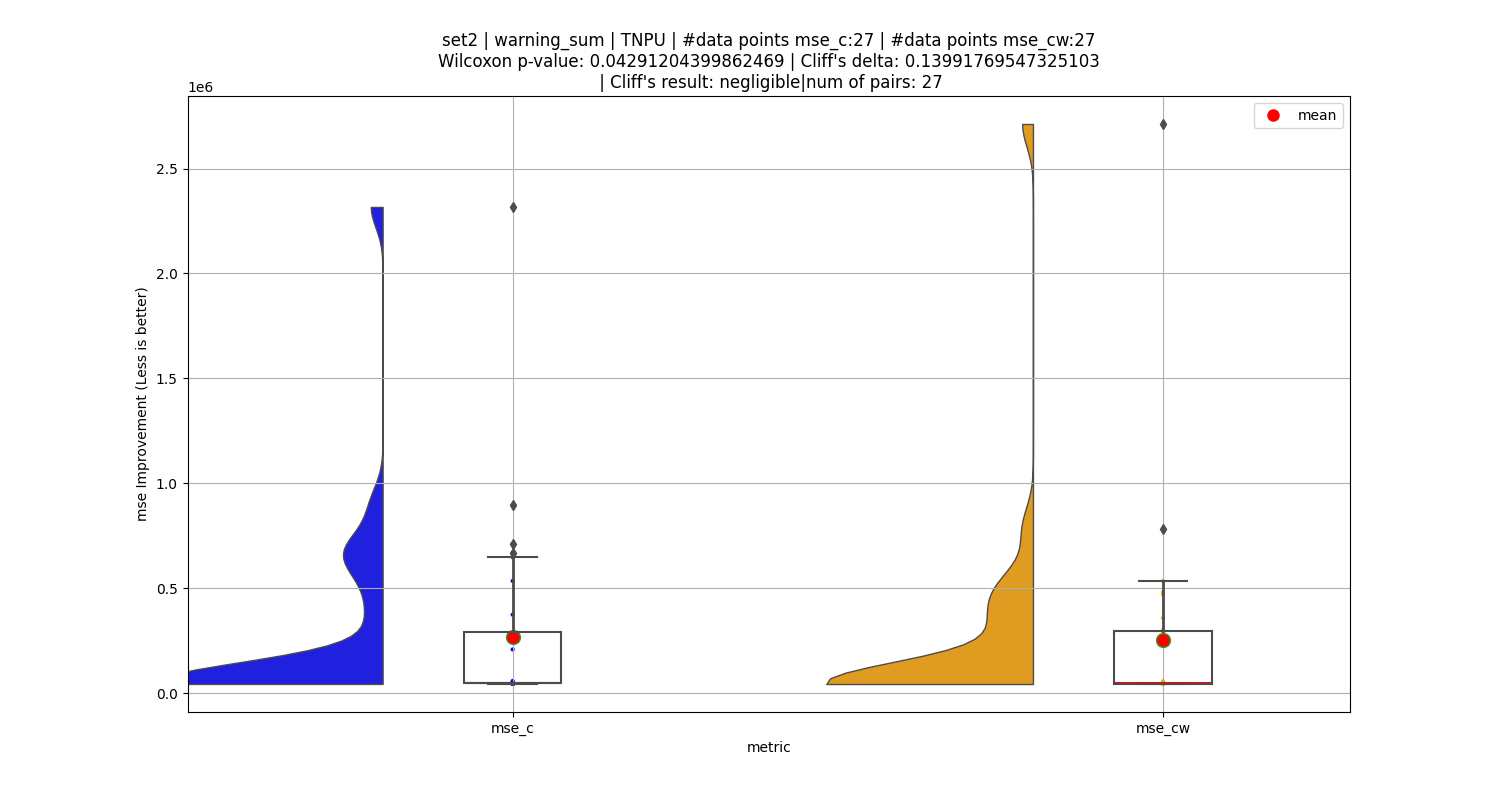 set2 | warning_sum | TNPU | #data points mse_c:27 | #data points mse_cw:27
Wilcoxon p-value: 0.04291204399862469 | Cliff's delta: 0.13991769547325103
| Cliff's result: negligible|num of pairs: 27
1e6
mean
2.5
2.0
1.5
1.0
0.5
0.0
mse Improvement (Less is better)
mse_c
mse_cw
metric